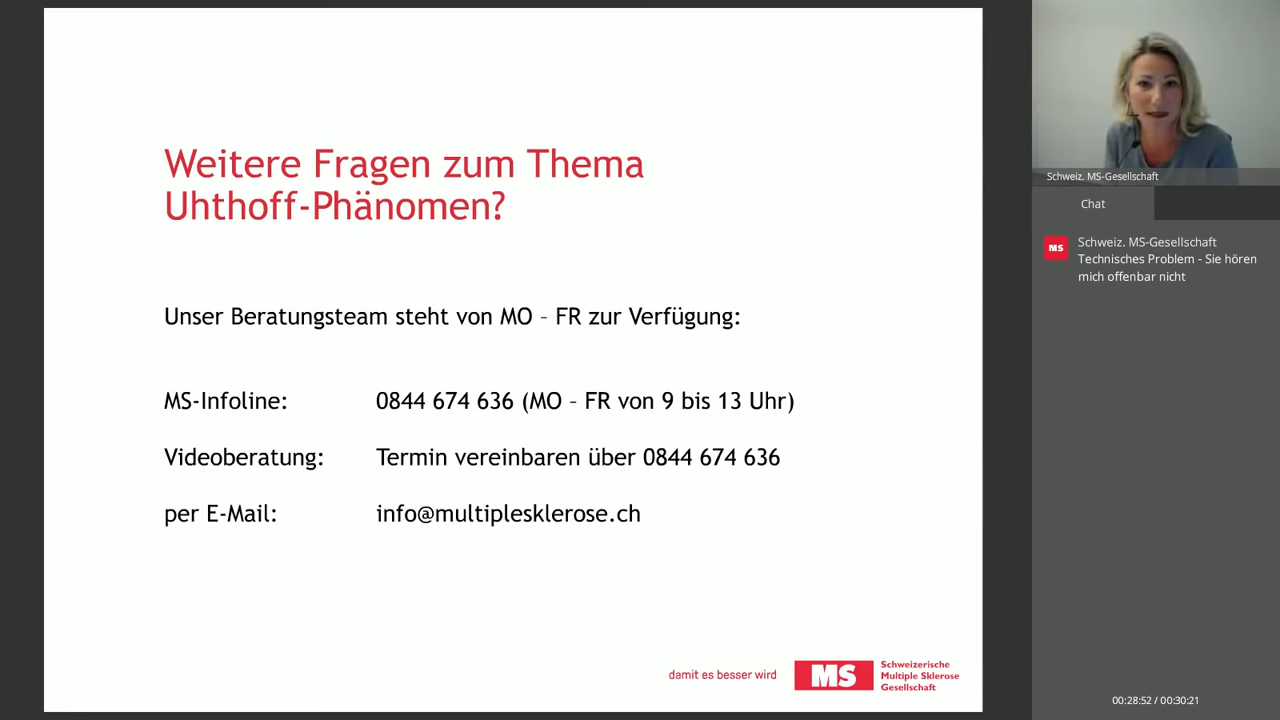 Weitere Fragen zum Thema
Uhthoff-Phänomen?
Unser Beratungsteam steht von MO – FR zur Verfügung:
MS-Infoline: 0844 674 636 (MO – FR von 9 bis 13 Uhr)
Videoberatung: Termin vereinbaren über 0844 674 636
per E-Mail: info@multiplesklerose.ch
damit es besser wird
MS
Schweizerische
Multiple Sklerose
Gesellschaft
Schweiz. MS-Gesellschaft
Chat
MS
Schweiz. MS-Gesellschaft
Technisches Problem - Sie hören
mich offenbar nicht
00:28:52 / 00:30:21